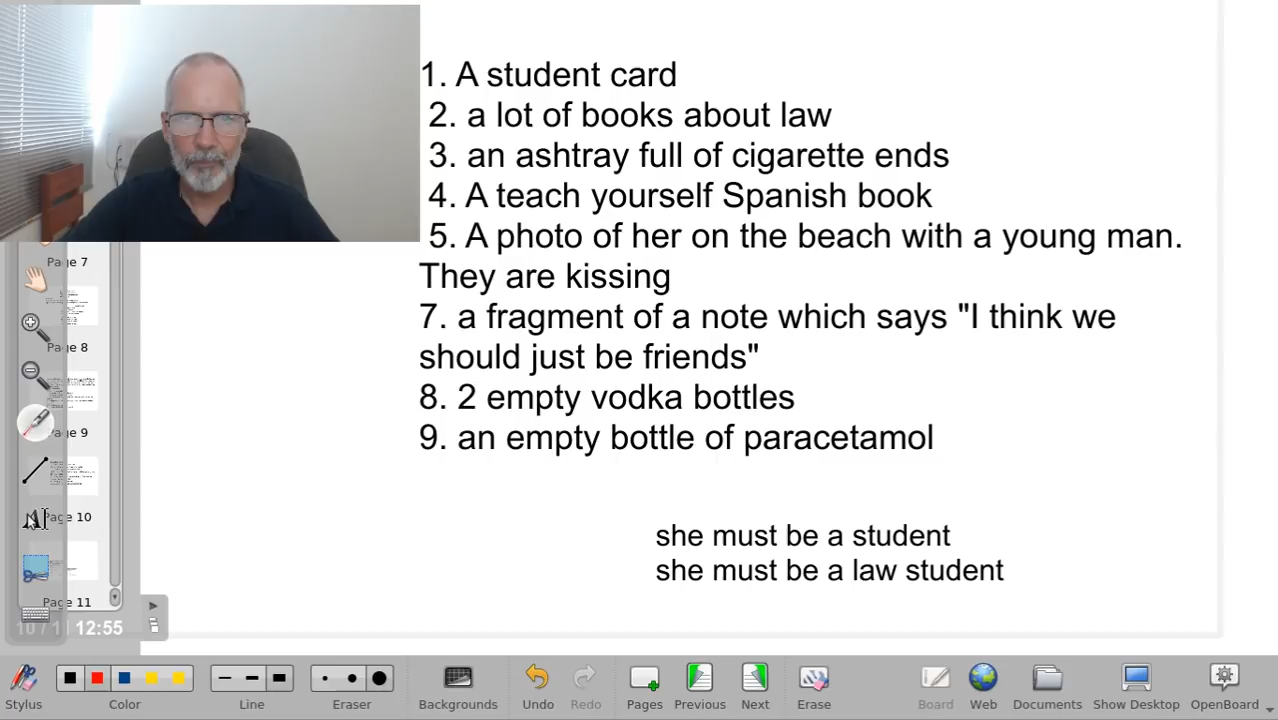 1. A student card
2. a lot of books about law
3. an ashtray full of cigarette ends
4. A teach yourself Spanish book
5. A photo of her on the beach with a young man.
They are kissing
7. a fragment of a note which says "I think we
should just be friends"
8. 2 empty vodka bottles
9. an empty bottle of paracetamol
she must be a student
she must be a law student
Page 7
Page 8
Page 9
Page 10
Page 11
12:55
Stylus
Color
Line
Eraser
Backgrounds
Undo
Redo
Pages
Previous
Next
Erase
Board
Web
Documents
Show Desktop
OpenBoard